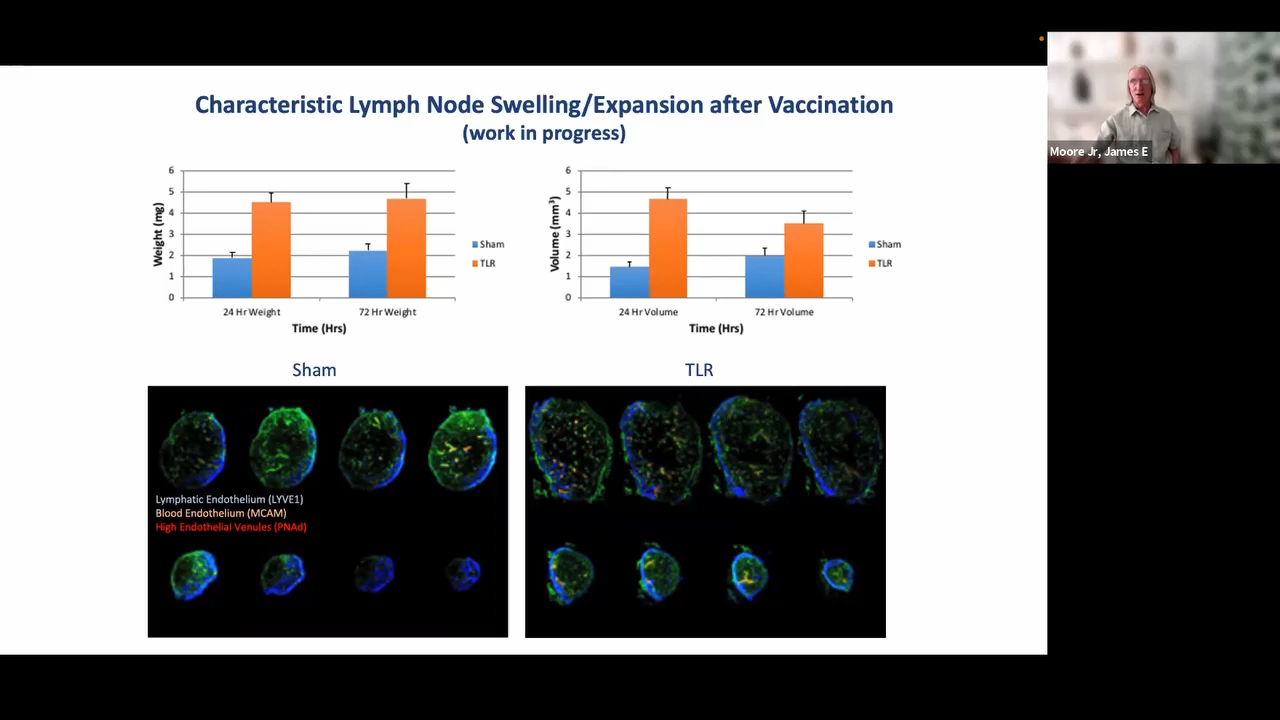 Characteristic Lymph Node Swelling/Expansion after Vaccination
(work in progress)
Moore Jr, James E
6
5
4
3
2
1
0
Weight (mg)
24 Hr Weight
72 Hr Weight
Time (Hrs)
Sham
TLR
6
5
4
3
2
1
0
Volume (mm³)
24 Hr Volume
72 Hr Volume
Time (Hrs)
Sham
TLR
Sham
TLR
Lymphatic Endothelium (LYVE1)
Blood Endothelium (MCAM)
High Endothelial Venules (PNAd)